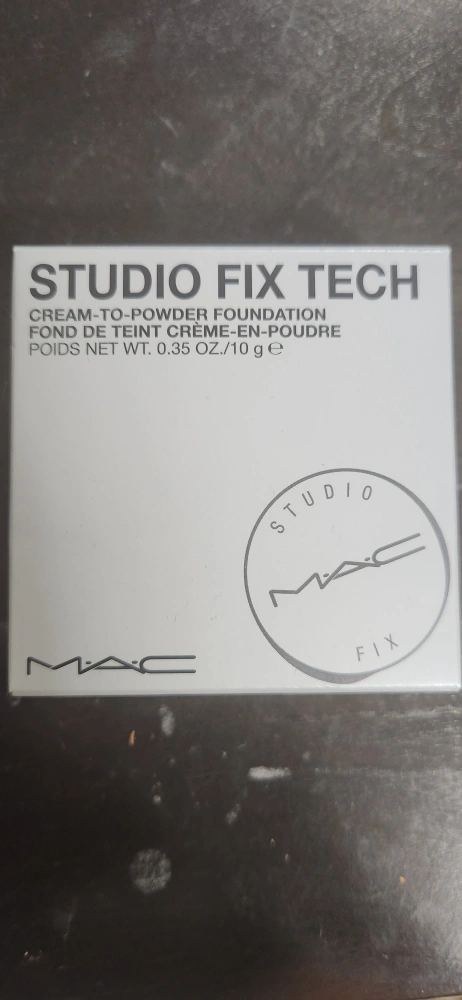 STUDIO FIX TECH
CREAM-TO-POWDER FOUNDATION
FOND DE TEINT CRÈME-EN-POUDRE
POIDS NET WT. 0.35 OZ./10 g ℮
STUDIO
M·A·C
FIX
M·A·C